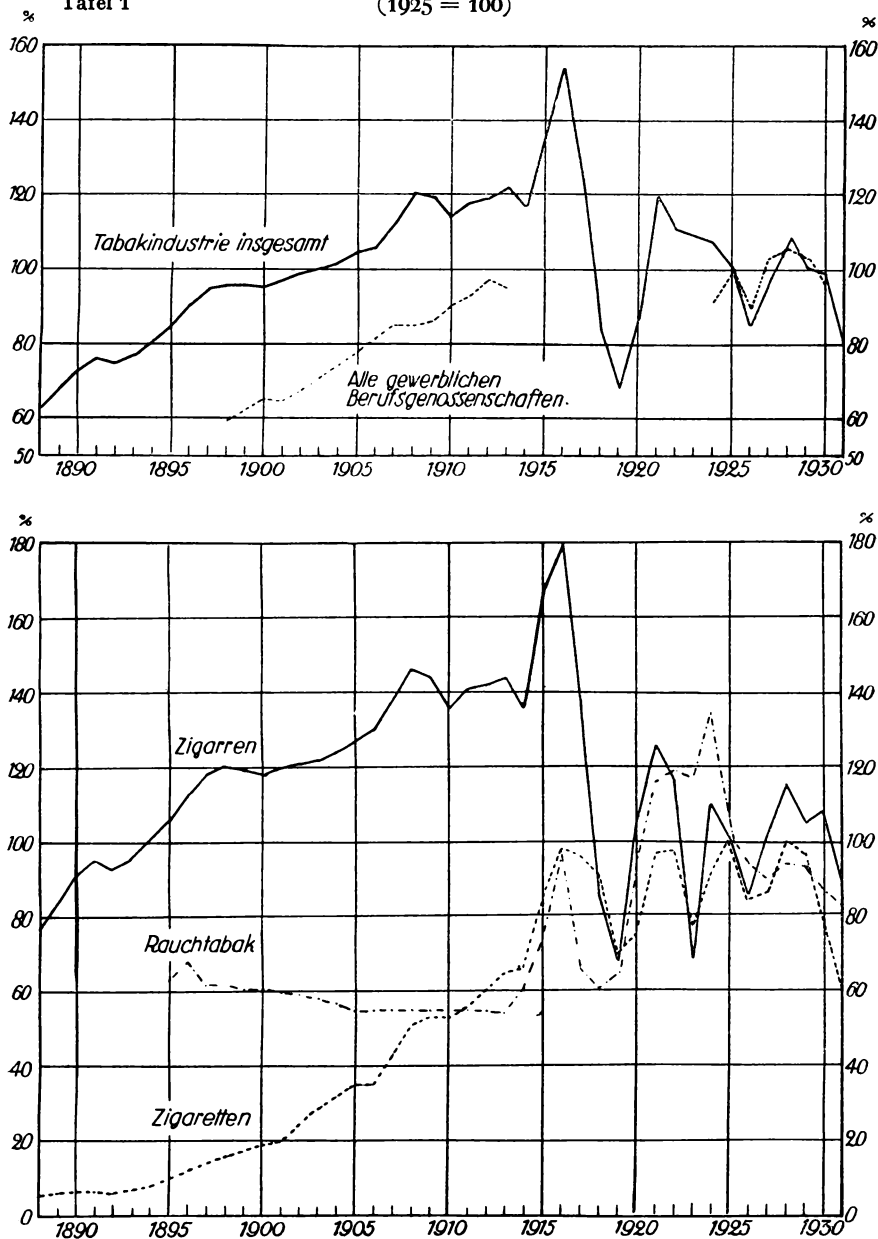 Tafel 1 (1925 = 100)
% %
160 160
140 140
120 120
Tabakindustrie insgesamt
100 100
80 80
Alle gewerblichen
Berufsgenossenschaften.
60 60
50 50
1890 1895 1900 1905 1910 1915 1920 1925 1930
% %
180 180
160 160
140 140
Zigarren
120 120
100 100
80 80
Rauchtabak
60 60
40 40
Zigaretten
20 20
0 0
1890 1895 1900 1905 1910 1915 1920 1925 1930